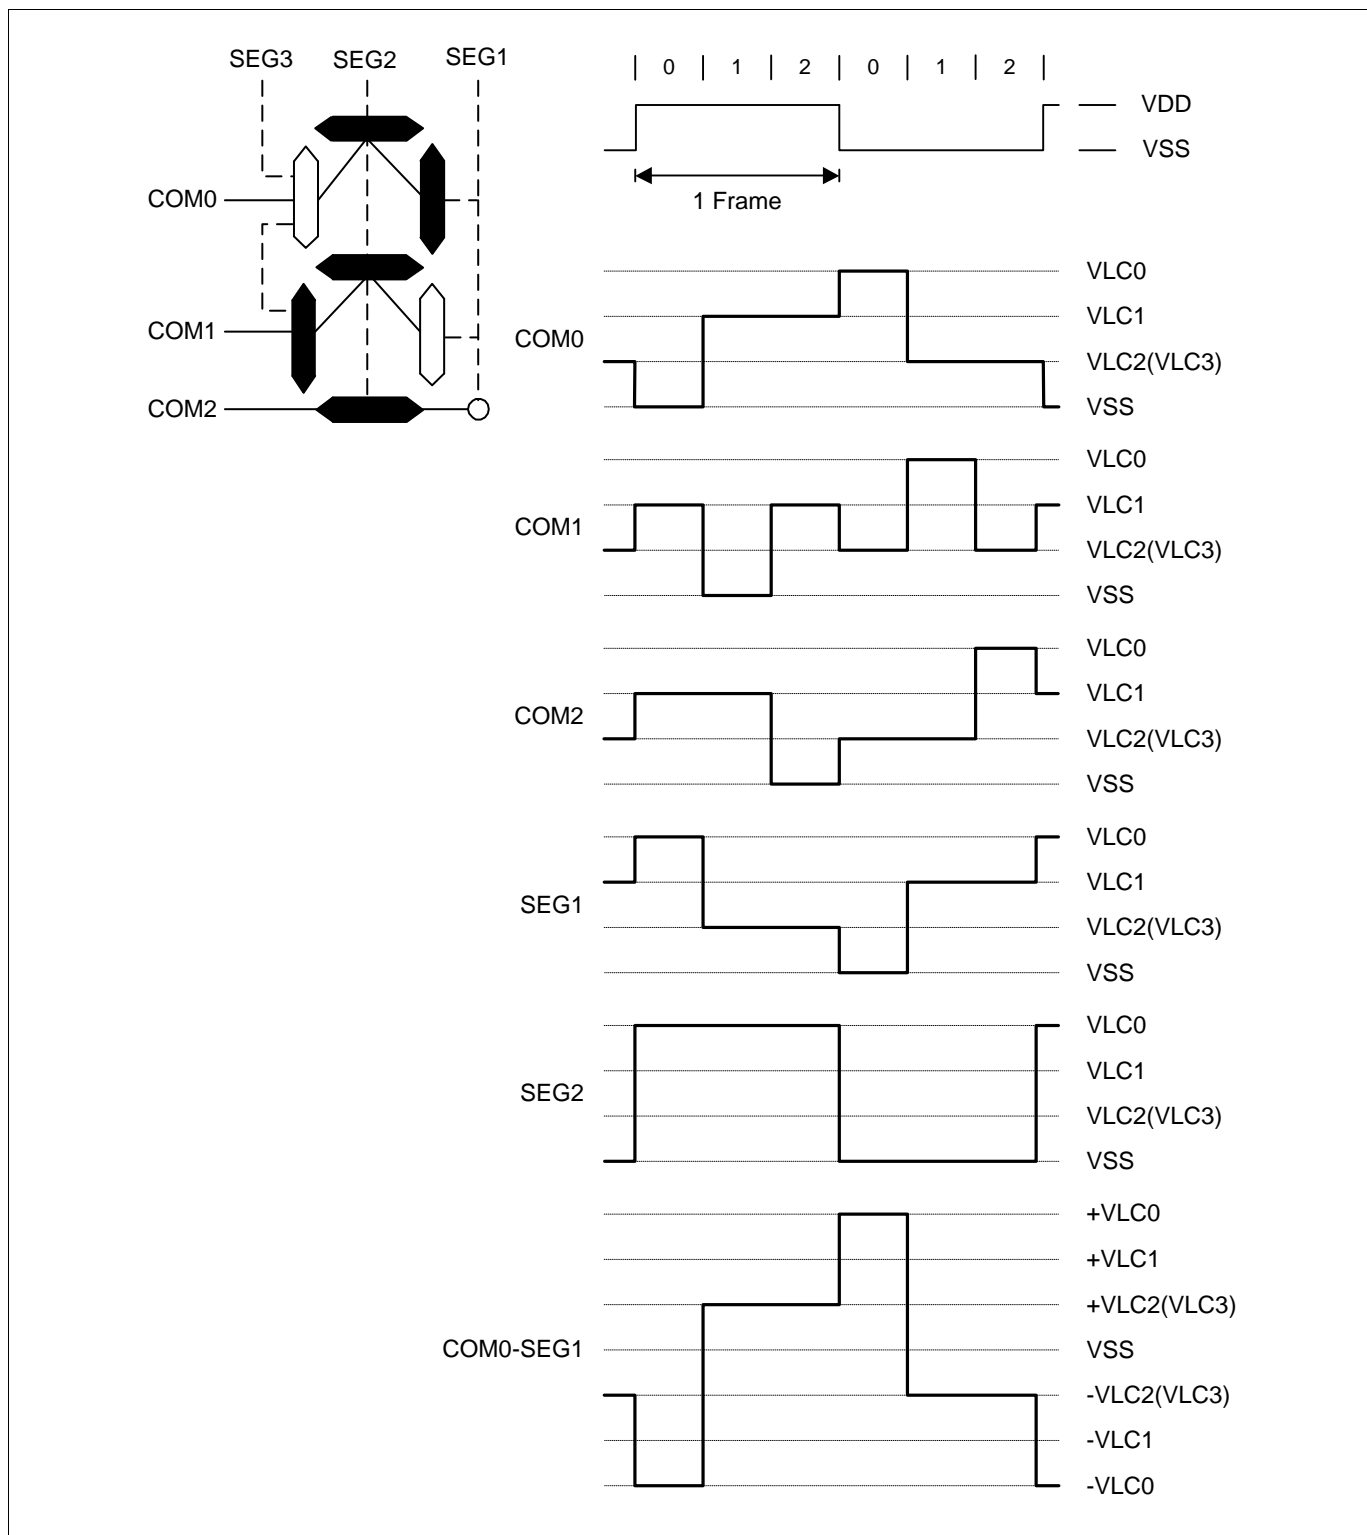 SEG3 SEG2 SEG1
COM0
COM1
COM2
0 1 2 0 1 2
VDD
VSS
1 Frame
COM0
VLC0
VLC1
VLC2(VLC3)
VSS
COM1
VLC0
VLC1
VLC2(VLC3)
VSS
COM2
VLC0
VLC1
VLC2(VLC3)
VSS
SEG1
VLC0
VLC1
VLC2(VLC3)
VSS
SEG2
VLC0
VLC1
VLC2(VLC3)
VSS
COM0-SEG1
+VLC0
+VLC1
+VLC2(VLC3)
VSS
-VLC2(VLC3)
-VLC1
-VLC0